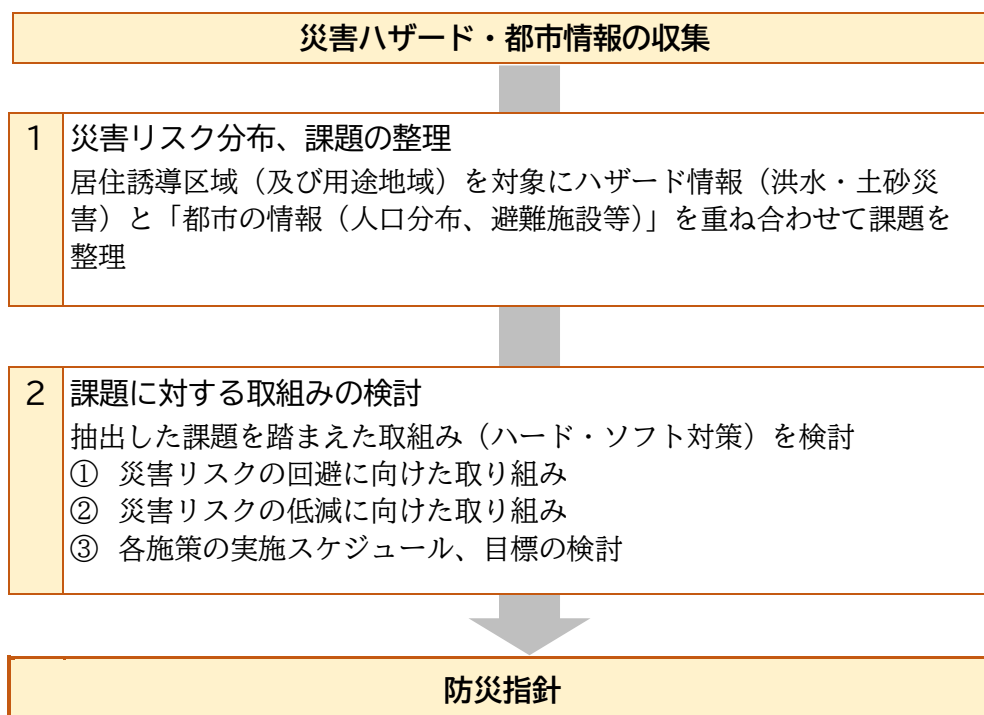 災害ハザード・都市情報の収集
1 災害リスク分布、課題の整理
居住誘導区域（及び用途地域）を対象にハザード情報（洪水・土砂災
害）と「都市の情報（人口分布、避難施設等）」を重ね合わせて課題を
整理
2 課題に対する取組みの検討
抽出した課題を踏まえた取組み（ハード・ソフト対策）を検討
① 災害リスクの回避に向けた取り組み
② 災害リスクの低減に向けた取り組み
③ 各施策の実施スケジュール、目標の検討
防災指針